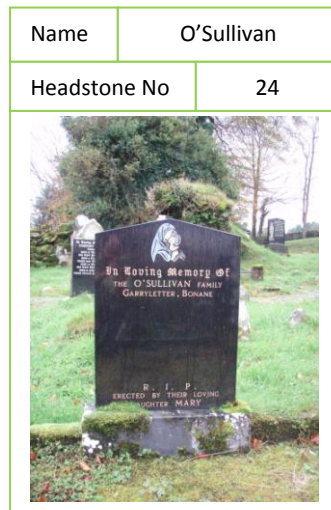 Name O’Sullivan
Headstone No 24
In Loving Memory Of
THE O'SULLIVAN FAMILY
GARRYLETTER, BONANE
R. I. P.
ERECTED BY THEIR LOVING
DAUGHTER MARY